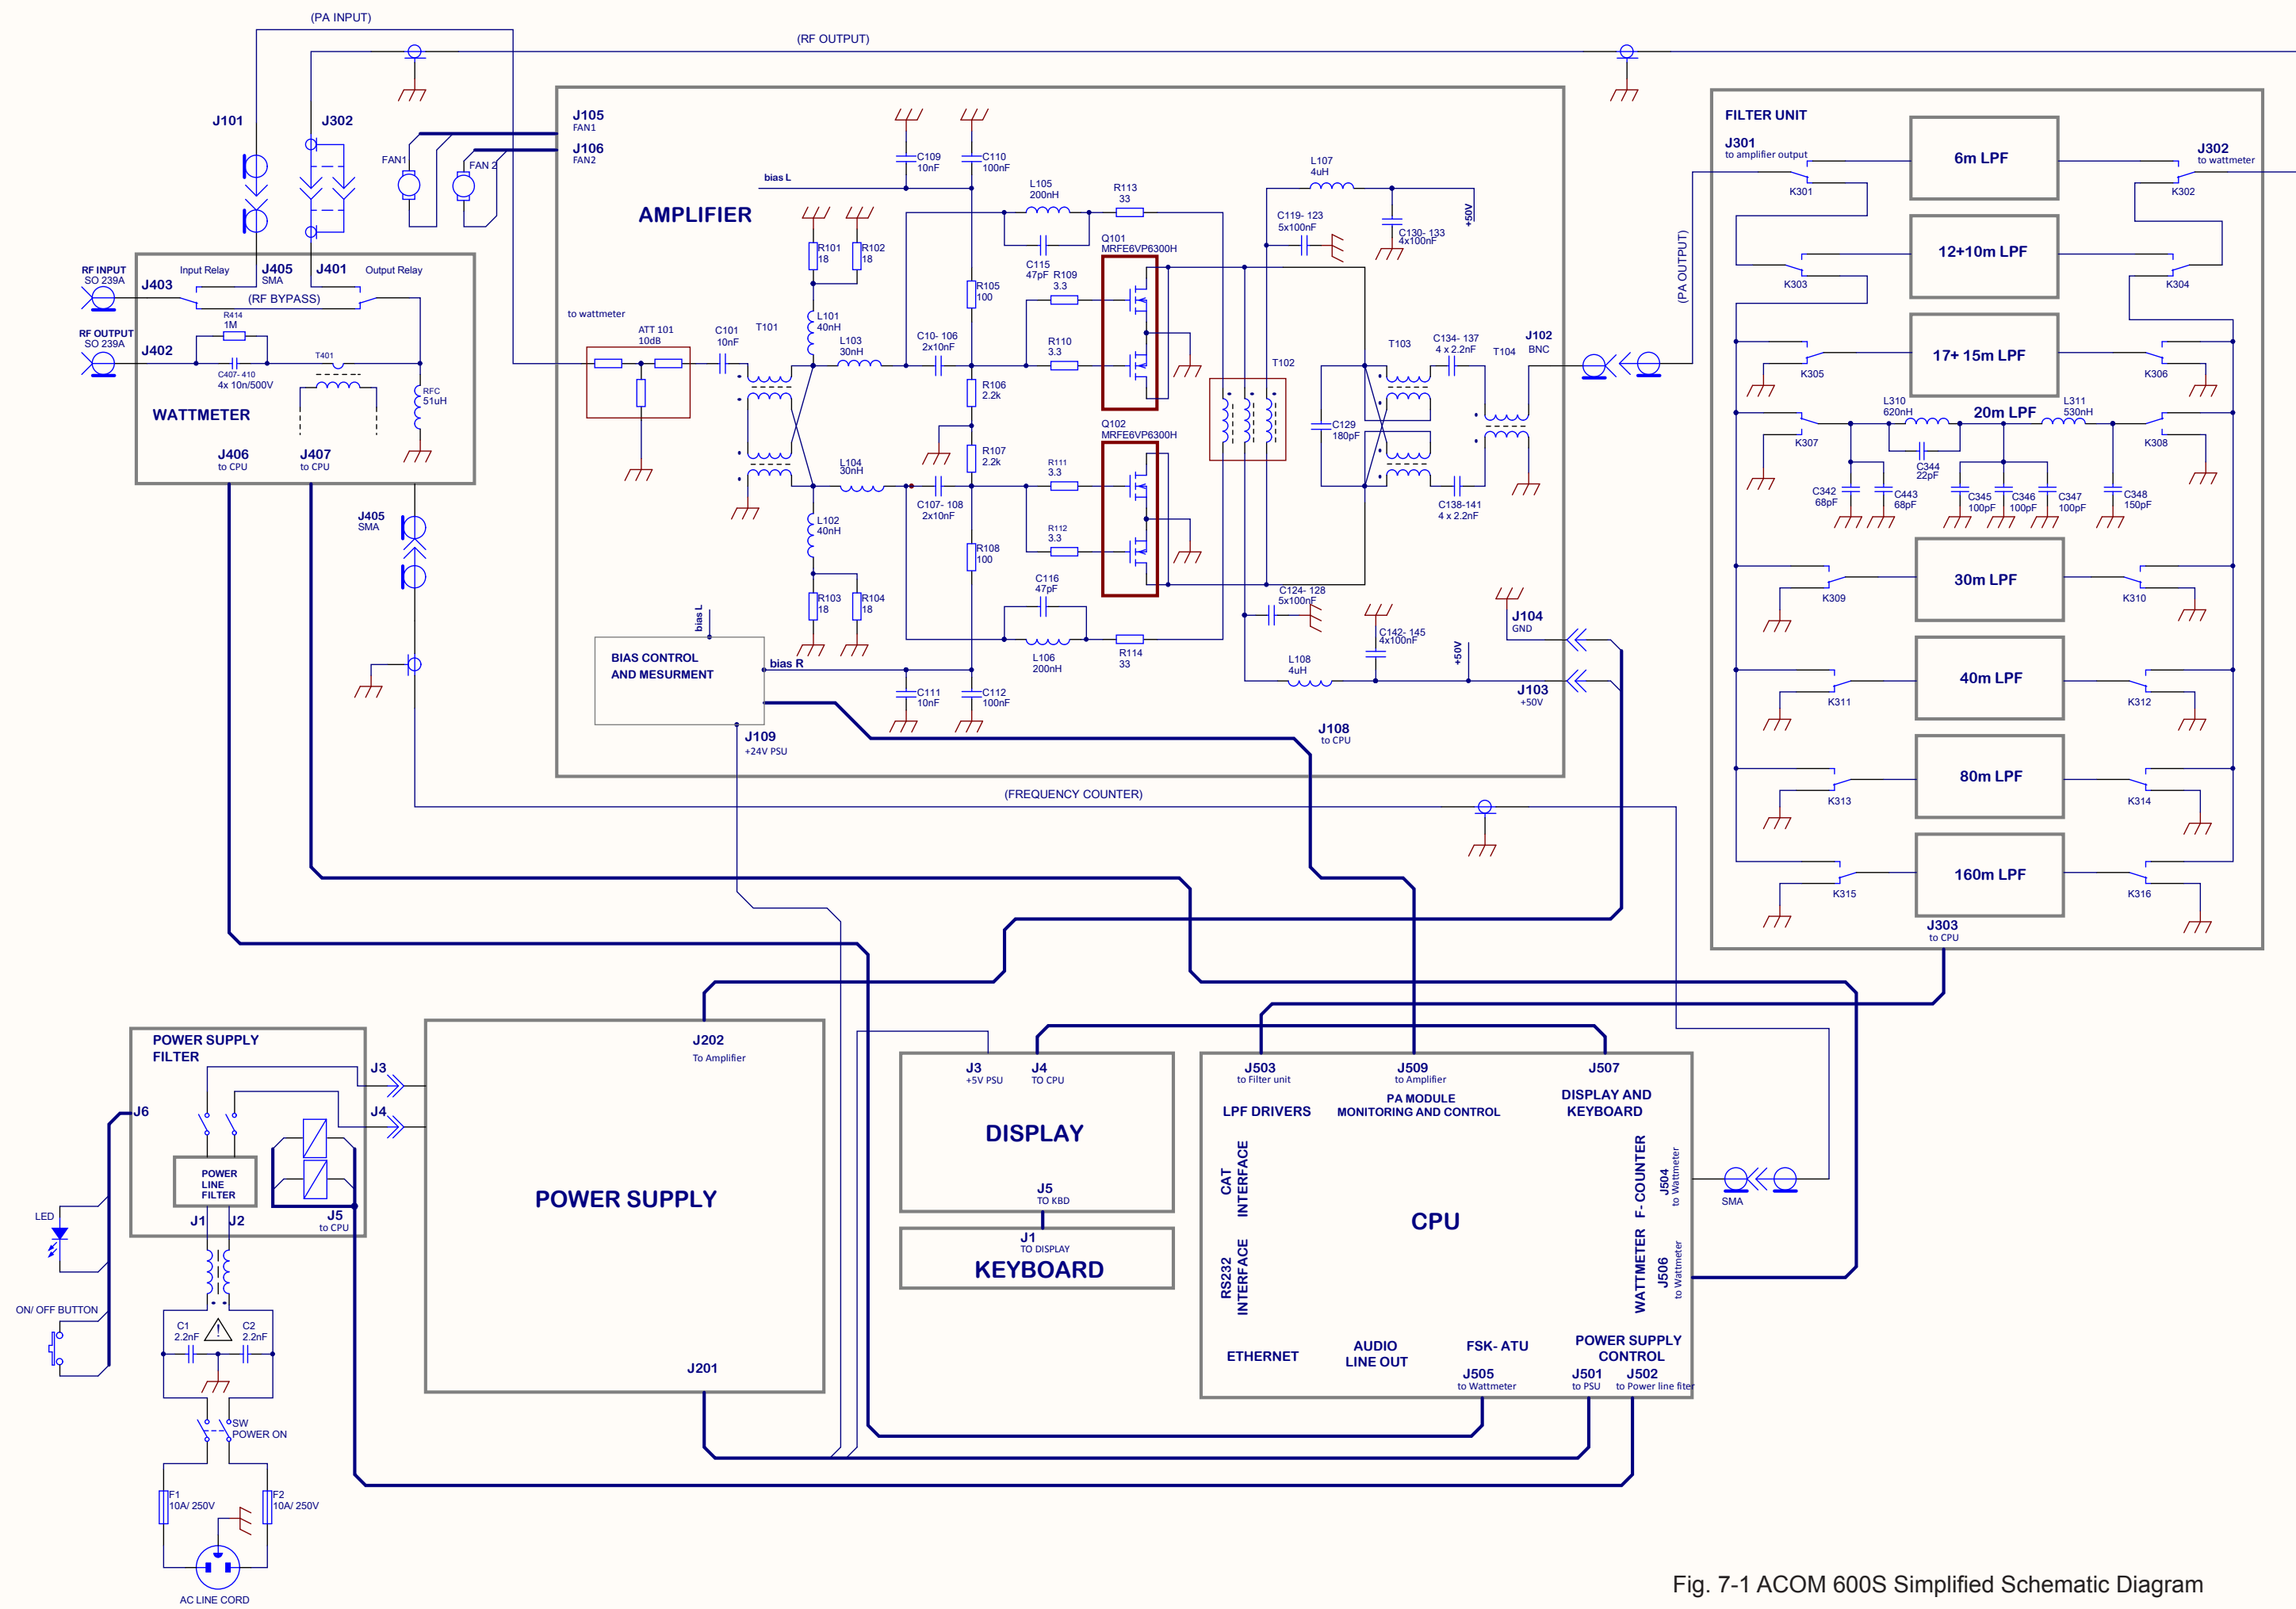 (PA INPUT)
(RF OUTPUT)
J101
J302
FAN1
FAN 2
J105
FAN1
J106
FAN2
RF INPUT
SO 239A
J403
Input Relay
J405
SMA
J401
Output Relay
(RF BYPASS)
RF OUTPUT
SO 239A
J402
R414
1M
C407- 410
4x 10n/500V
T401
RFC
51uH
WATTMETER
J406
to CPU
J407
to CPU
J405
SMA
AMPLIFIER
to wattmeter
ATT 101
10dB
C101
10nF
T101
bias L
C109
10nF
C110
100nF
R101
18
R102
18
L101
40nH
L103
30nH
C10- 106
2x10nF
R105
100
R106
2.2k
R107
2.2k
R108
100
L104
30nH
C107- 108
2x10nF
L102
40nH
R103
18
R104
18
L105
200nH
C115
47pF
R113
33
R109
3.3
R110
3.3
Q101
MRFE6VP6300H
Q102
MRFE6VP6300H
R111
3.3
R112
3.3
C116
47pF
L106
200nH
R114
33
L107
4uH
C119- 123
5x100nF
C130- 133
4x100nF
+50V
T102
C129
180pF
T103
C134- 137
4 x 2.2nF
T104
J102
BNC
C138-141
4 x 2.2nF
C124- 128
5x100nF
C142- 145
4x100nF
L108
4uH
+50V
J104
GND
J103
+50V
bias L
BIAS CONTROL
AND MESURMENT
bias R
C111
10nF
C112
100nF
J109
+24V PSU
J108
to CPU
(PA OUTPUT)
(FREQUENCY COUNTER)
FILTER UNIT
J301
to amplifier output
K301
6m LPF
J302
to wattmeter
K302
K303
12+10m LPF
K304
K305
17+ 15m LPF
K306
K307
L310
620nH
20m LPF
L311
530nH
K308
C344
22pF
C342
68pF
C443
68pF
C345
100pF
C346
100pF
C347
100pF
C348
150pF
K309
30m LPF
K310
K311
40m LPF
K312
K313
80m LPF
K314
K315
160m LPF
K316
J303
to CPU
POWER SUPPLY
FILTER
J3
J4
J6
POWER
LINE
FILTER
J1
J2
J5
to CPU
LED
ON/ OFF BUTTON
C1
2.2nF
!
C2
2.2nF
SW
POWER ON
F1
10A/ 250V
F2
10A/ 250V
AC LINE CORD
J202
To Amplifier
POWER SUPPLY
J201
J3
+5V PSU
J4
TO CPU
DISPLAY
J5
TO KBD
J1
TO DISPLAY
KEYBOARD
J503
to Filter unit
LPF DRIVERS
J509
to Amplifier
PA MODULE
MONITORING AND CONTROL
J507
DISPLAY AND
KEYBOARD
CAT
INTERFACE
RS232
INTERFACE
CPU
F- COUNTER
J504
to Wattmeter
WATTMETER
J506
to Wattmeter
SMA
ETHERNET
AUDIO
LINE OUT
FSK- ATU
J505
to Wattmeter
POWER SUPPLY
CONTROL
J501
to PSU
J502
to Power line fiter
Fig. 7-1 ACOM 600S Simplified Schematic Diagram